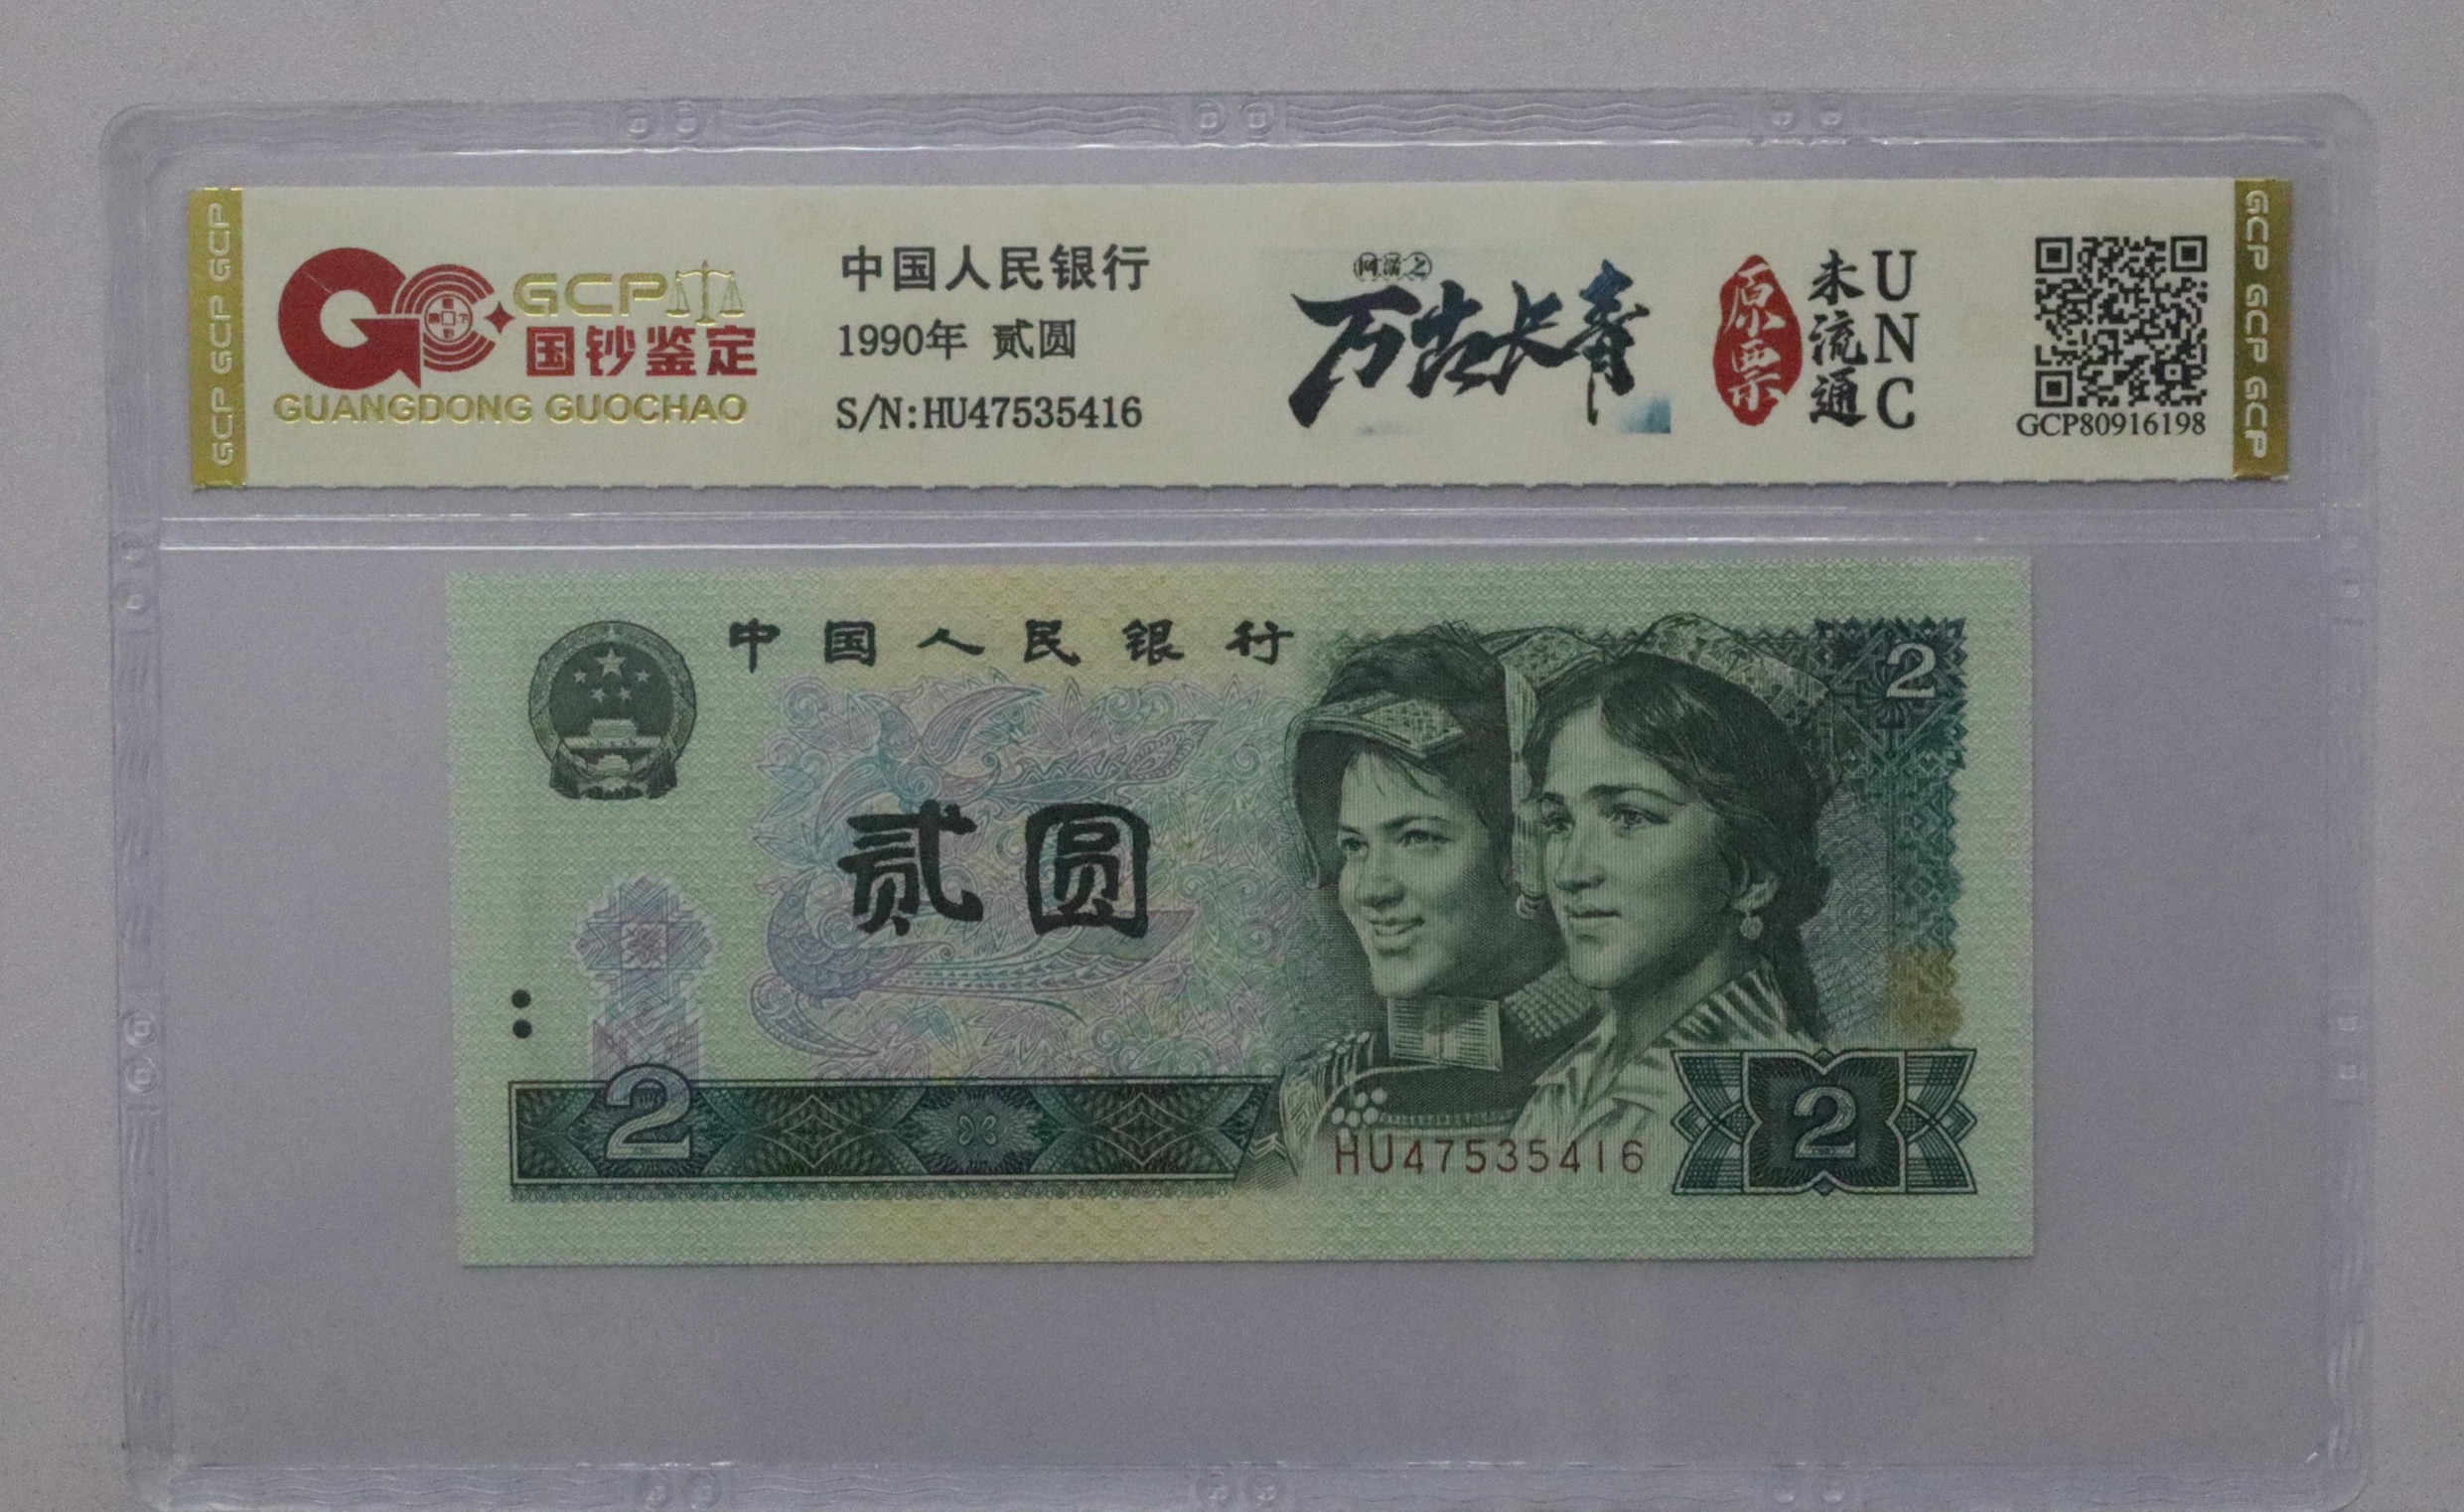 GCP GCP GCP
GCP
国钞鉴定
GUANGDONG GUOCHAO
中国人民银行
1990年 贰圆
S/N:HU47535416
万古长青
原票
未流通
UNC
GCP80916198
GCP GCP GCP
中国人民银行
2
贰圆
2
HU47535416
2